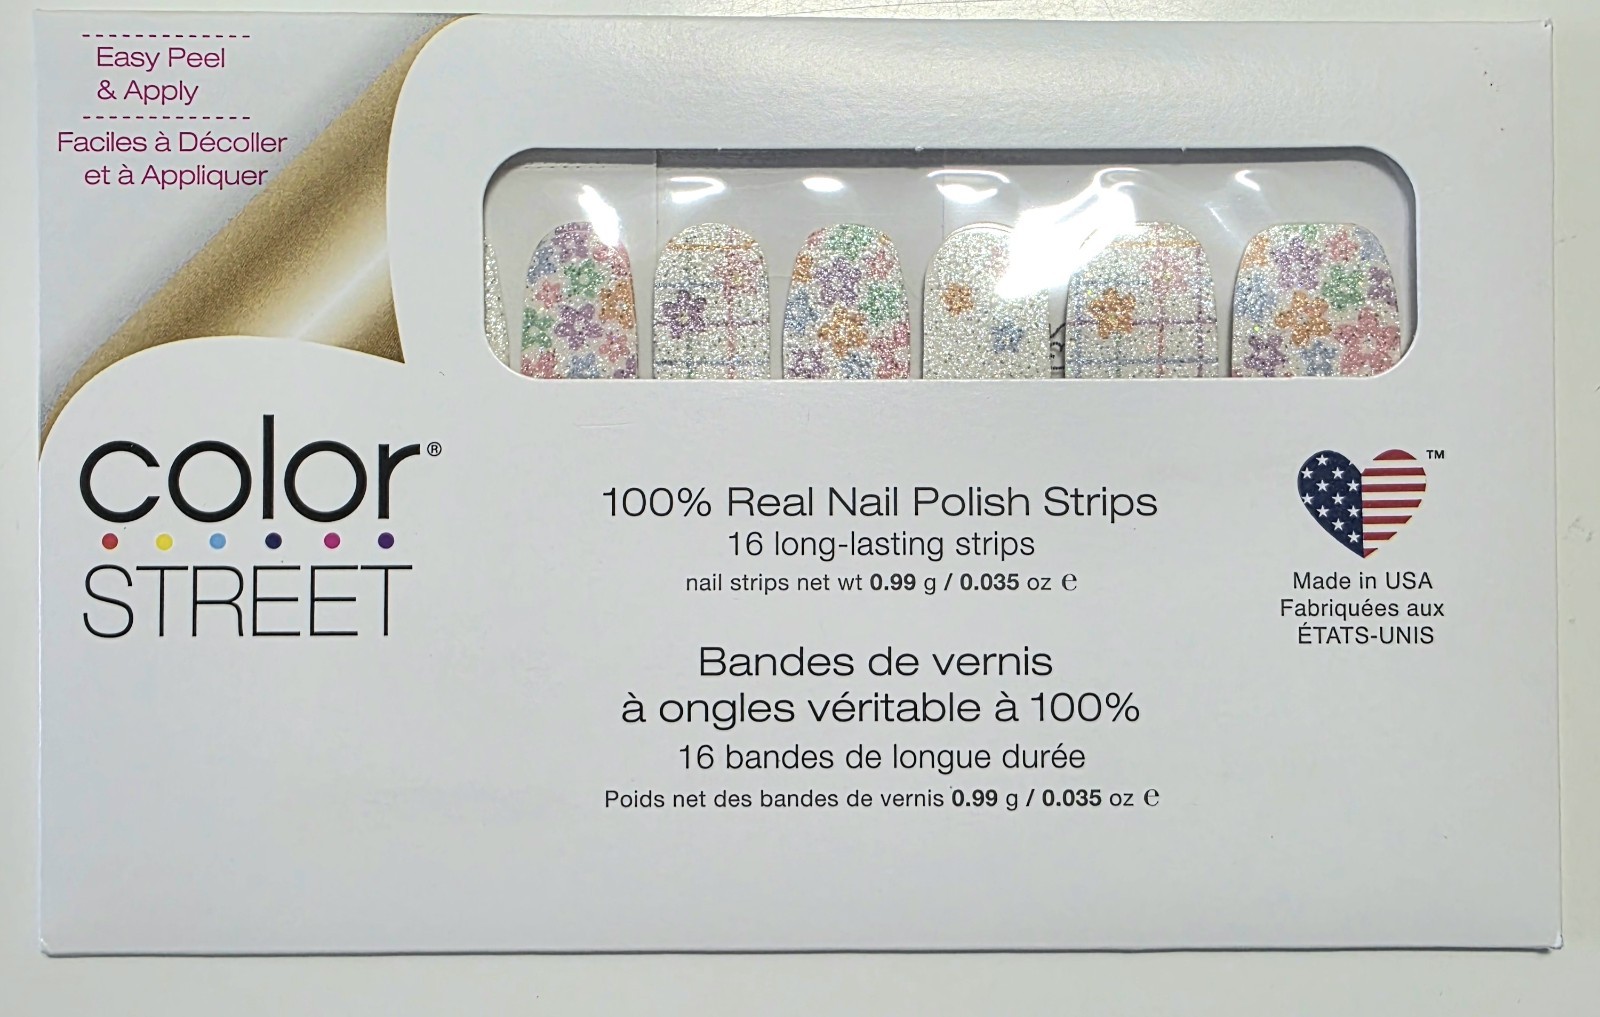 Easy Peel
& Apply
Faciles à Décoller
et à Appliquer
color®
STREET
100% Real Nail Polish Strips
16 long-lasting strips
nail strips net wt 0.99 g / 0.035 oz ℮
Bandes de vernis
à ongles véritable à 100%
16 bandes de longue durée
Poids net des bandes de vernis 0.99 g / 0.035 oz ℮
TM
Made in USA
Fabriquées aux
ÉTATS-UNIS